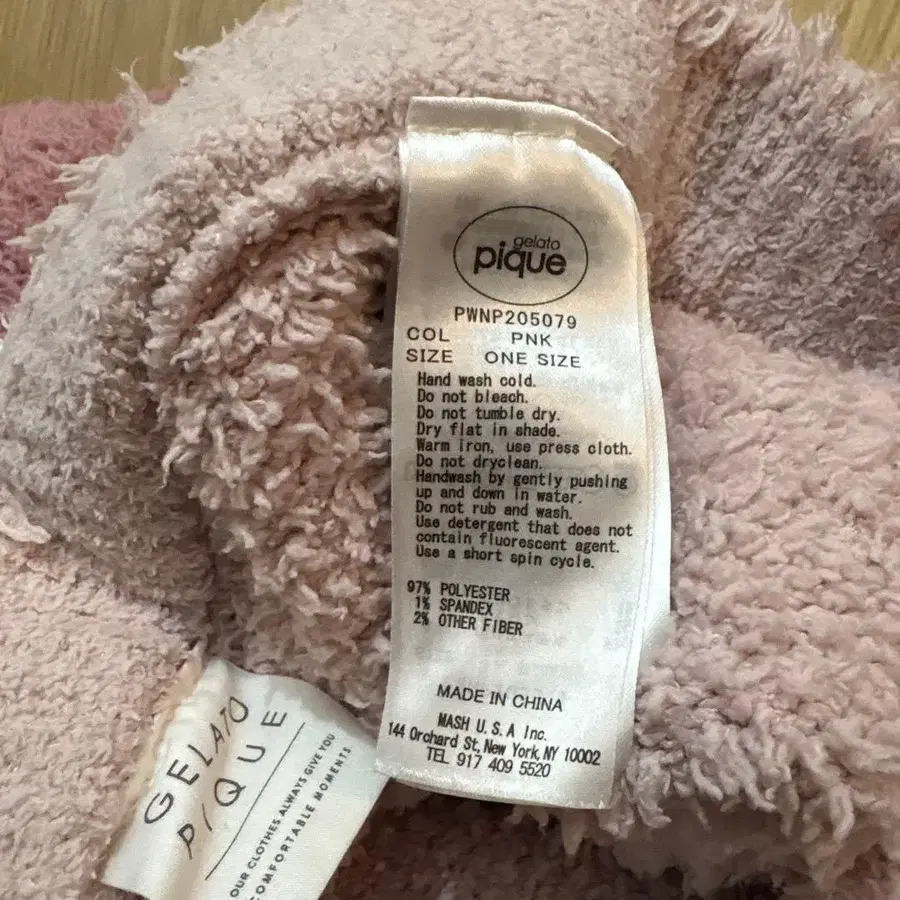 gelato
pique
PWNP205079
COL PNK
SIZE ONE SIZE
Hand wash cold.
Do not bleach.
Do not tumble dry.
Dry flat in shade.
Warm iron, use press cloth.
Do not dryclean.
Handwash by gently pushing
up and down in water.
Do not rub and wash.
Use detergent that does not
contain fluorescent agent.
Use a short spin cycle.
97% POLYESTER
1% SPANDEX
2% OTHER FIBER
MADE IN CHINA
MASH U.S.A Inc.
144 Orchard St, New York, NY 10002
TEL 917 409 5520
GELATO
PIQUE
OUR CLOTHES ALWAYS GIVE YOU
COMFORTABLE MOMENTS